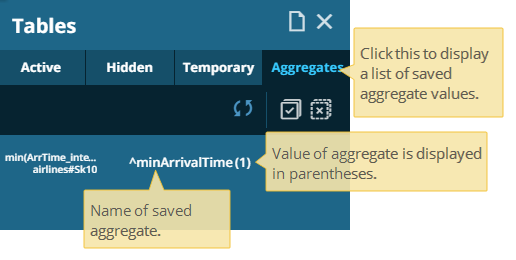 Tables
Active Hidden Temporary Aggregates
Click this to display
a list of saved
aggregate values.
min(ArrTime_inte...
airlines#Sk10
^minArrivalTime (1)
Value of aggregate is displayed
in parentheses.
Name of saved
aggregate.